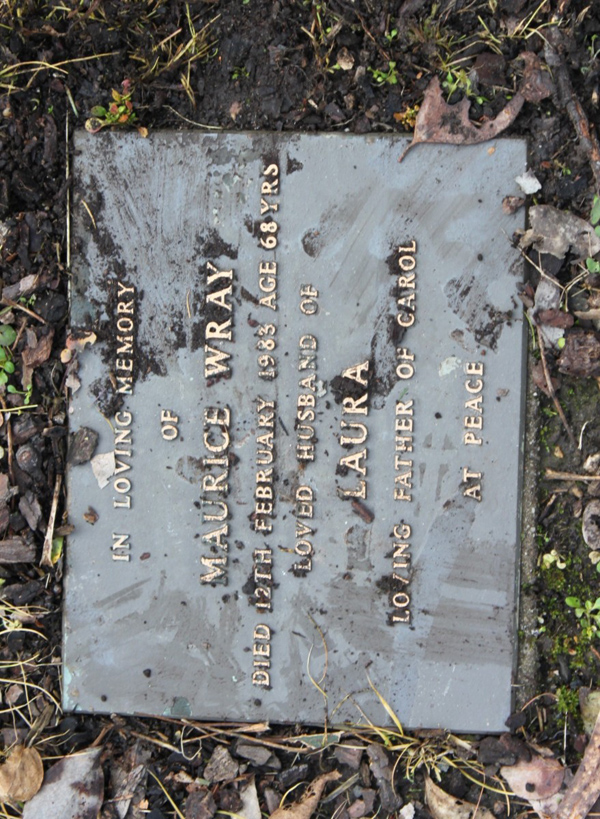 IN LOVING MEMORY
OF
MAURICE WRAY
DIED 12TH FEBRUARY 1983 AGE 68 YRS
LOVED HUSBAND OF
LAURA
LOVING FATHER OF CAROL
AT PEACE